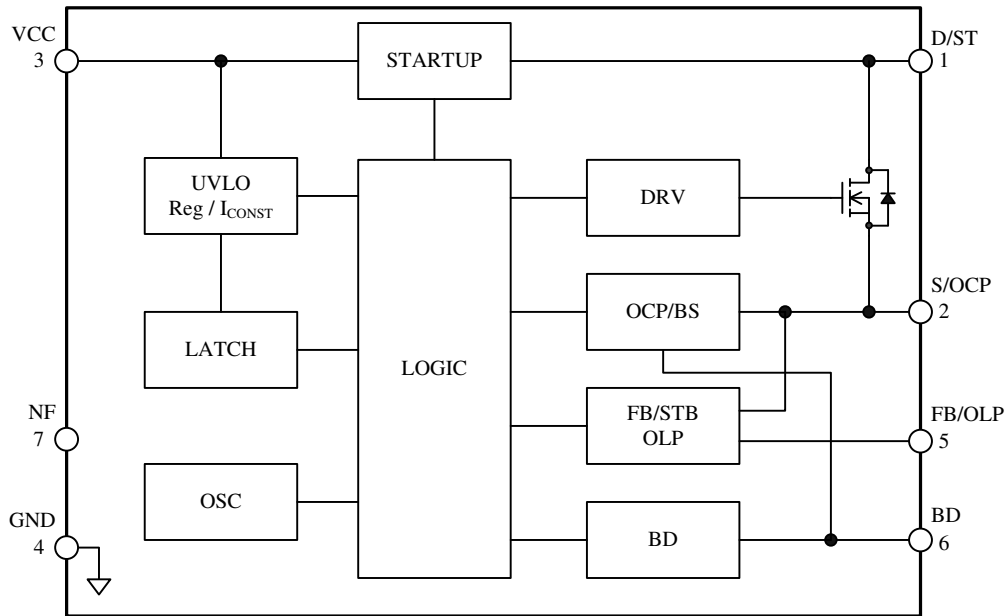 VCC
3
STARTUP
D/ST
1
UVLO
Reg / I_CONST
DRV
S/OCP
2
OCP/BS
LATCH
LOGIC
NF
7
FB/STB
OLP
FB/OLP
5
OSC
GND
4
BD
BD
6